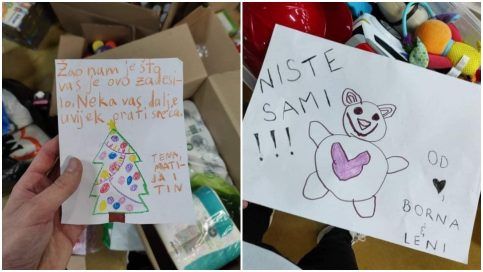 Žao nam je što
vas je ovo zadesi-
lo. Neka vas dalje
uvijek prati sreća.
TENA,
MATI-
JA I
TIN
NISTE
SAMI
!!!
OD
♥,
BORNA
&
LENI